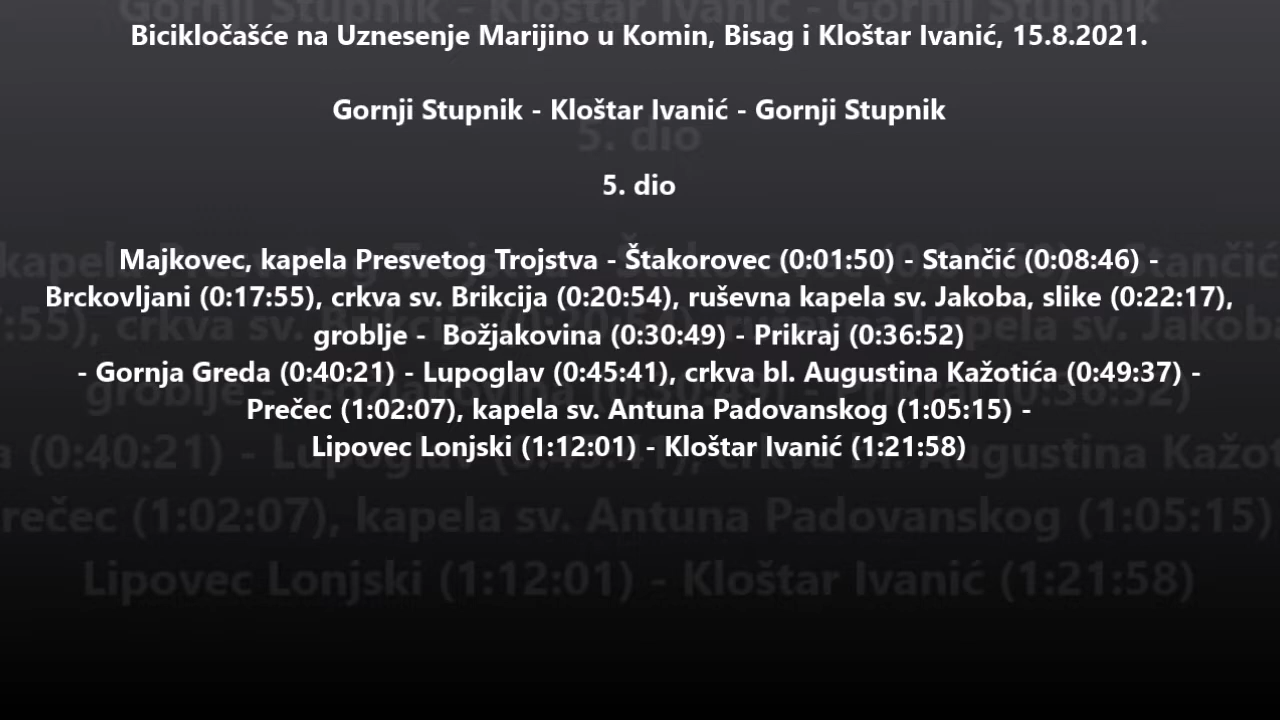 Bicikločašće na Uznesenje Marijino u Komin, Bisag i Kloštar Ivanić, 15.8.2021.
Gornji Stupnik - Kloštar Ivanić - Gornji Stupnik
5. dio
Majkovec, kapela Presvetog Trojstva - Štakorovec (0:01:50) - Stančić (0:08:46) -
Brckovljani (0:17:55), crkva sv. Brikcija (0:20:54), ruševna kapela sv. Jakoba, slike (0:22:17),
groblje -  Božjakovina (0:30:49) - Prikraj (0:36:52)
- Gornja Greda (0:40:21) - Lupoglav (0:45:41), crkva bl. Augustina Kažotića (0:49:37) -
Prečec (1:02:07), kapela sv. Antuna Padovanskog (1:05:15) -
Lipovec Lonjski (1:12:01) - Kloštar Ivanić (1:21:58)